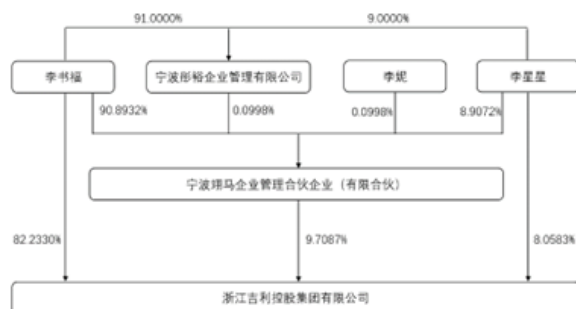 91.0000%
9.0000%
李书福
宁波彤裕企业管理有限公司
李妮
李星星
90.8932%
0.0998%
0.0998%
8.9072%
宁波翊马企业管理合伙企业（有限合伙）
82.2330%
9.7087%
8.0583%
浙江吉利控股集团有限公司